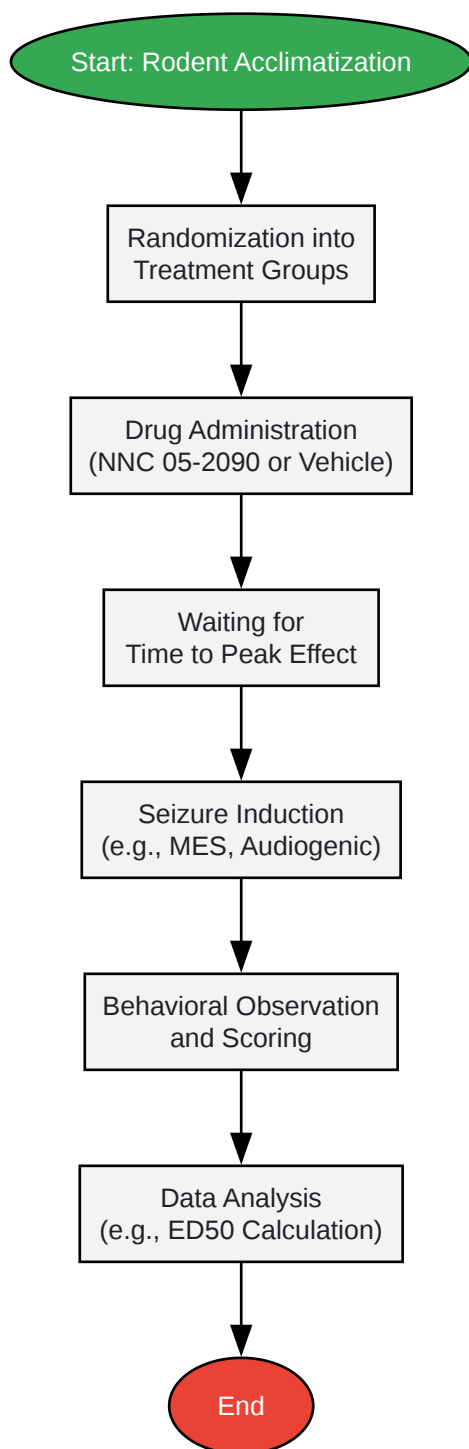 Start: Rodent Acclimatization
Randomization into
Treatment Groups
Drug Administration
(NNC 05-2090 or Vehicle)
Waiting for
Time to Peak Effect
Seizure Induction
(e.g., MES, Audiogenic)
Behavioral Observation
and Scoring
Data Analysis
(e.g., ED50 Calculation)
End